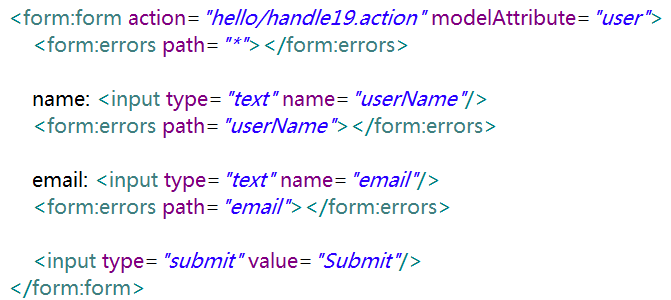 <form:form action="hello/handle19.action" modelAttribute="user">
<form:errors path="*"></form:errors>
name: <input type="text" name="userName"/>
<form:errors path="userName"></form:errors>
email: <input type="text" name="email"/>
<form:errors path="email"></form:errors>
<input type="submit" value="Submit"/>
</form:form>